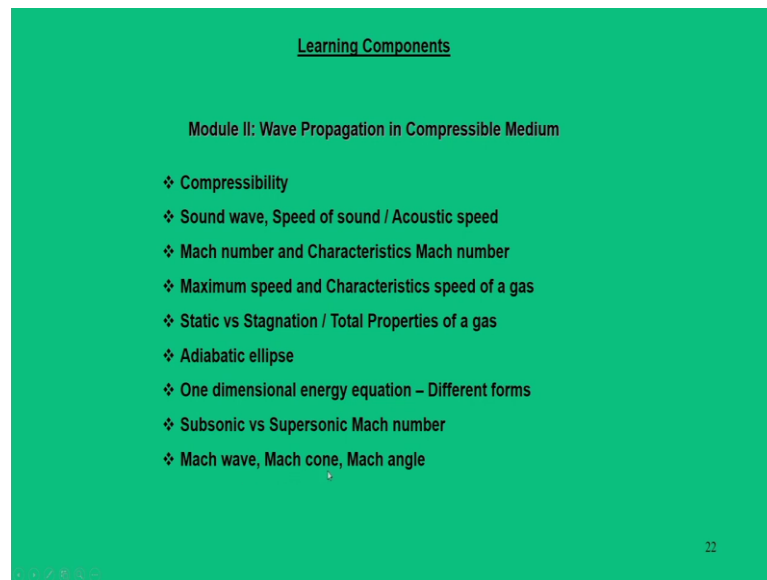 Learning Components
Module II: Wave Propagation in Compressible Medium
❖ Compressibility
❖ Sound wave, Speed of sound / Acoustic speed
❖ Mach number and Characteristics Mach number
❖ Maximum speed and Characteristics speed of a gas
❖ Static vs Stagnation / Total Properties of a gas
❖ Adiabatic ellipse
❖ One dimensional energy equation – Different forms
❖ Subsonic vs Supersonic Mach number
❖ Mach wave, Mach cone, Mach angle
22